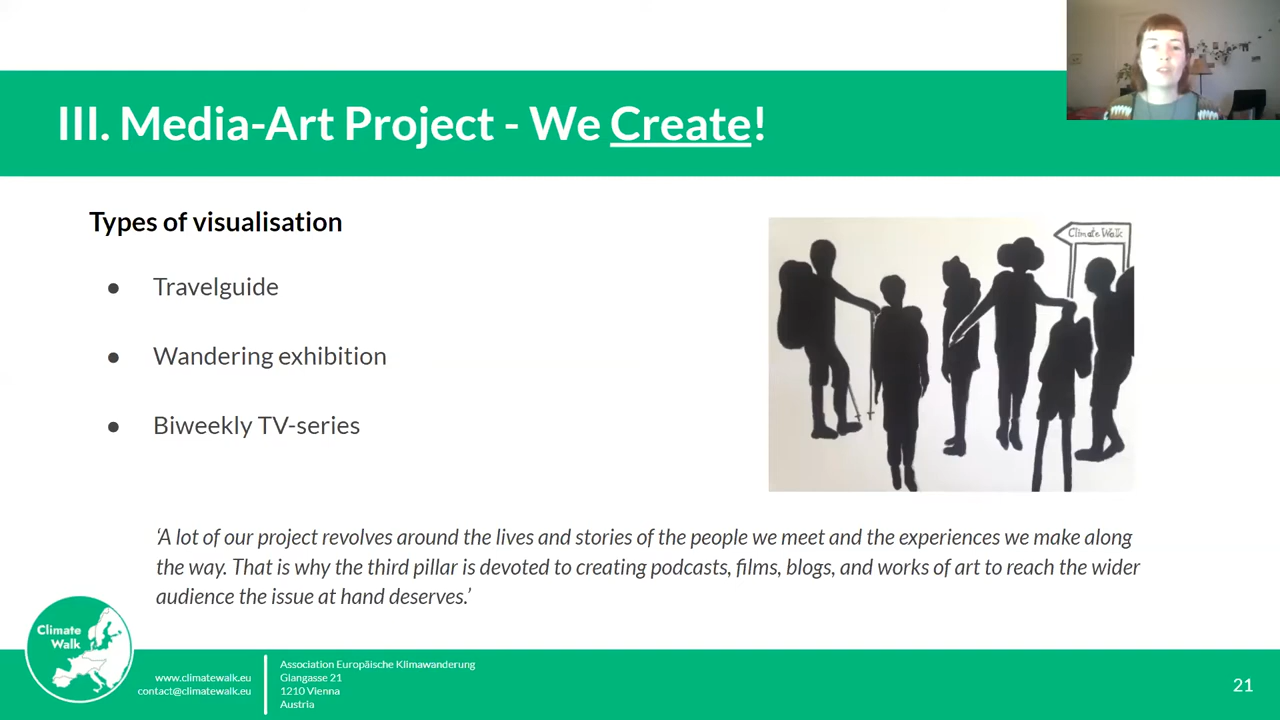 III. Media-Art Project - We Create!
Types of visualisation
● Travelguide
● Wandering exhibition
● Biweekly TV-series
Climate Walk
‘A lot of our project revolves around the lives and stories of the people we meet and the experiences we make along
the way. That is why the third pillar is devoted to creating podcasts, films, blogs, and works of art to reach the wider
audience the issue at hand deserves.’
Climate
Walk
www.climatewalk.eu
contact@climatewalk.eu
Association Europäische Klimawanderung
Giangasse 21
1210 Vienna
Austria
21